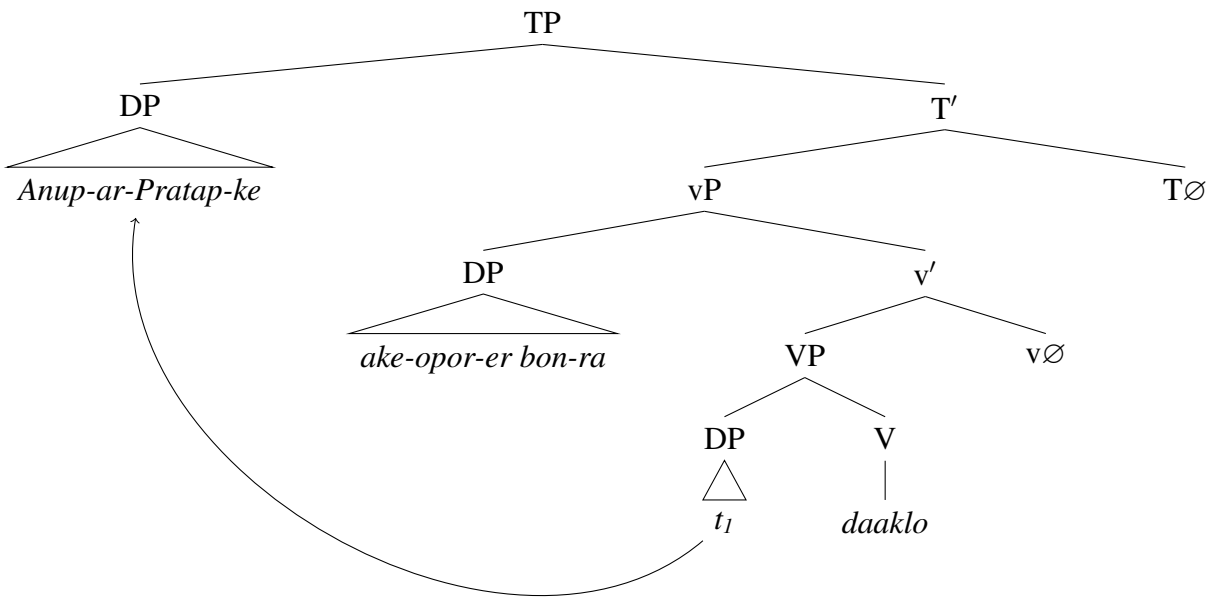 TP
DP T′
Anup-ar-Pratap-ke vP T∅
DP v′
ake-opor-er bon-ra VP v∅
DP V
t1 daaklo